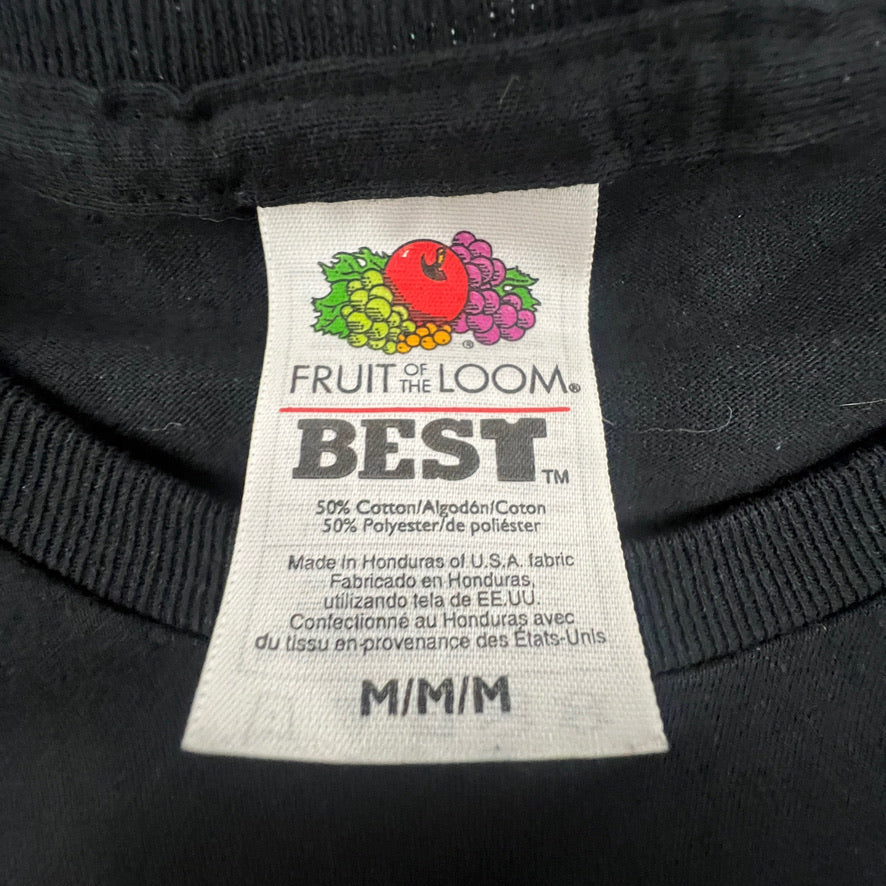 FRUIT OF THE LOOM®
BEST™
50% Cotton/Algodón/Coton
50% Polyester/de poliéster
Made in Honduras of U.S.A. fabric
Fabricado en Honduras,
utilizando tela de EE.UU.
Confectionné au Honduras avec
du tissu en-provenance des États-Unis
M/M/M